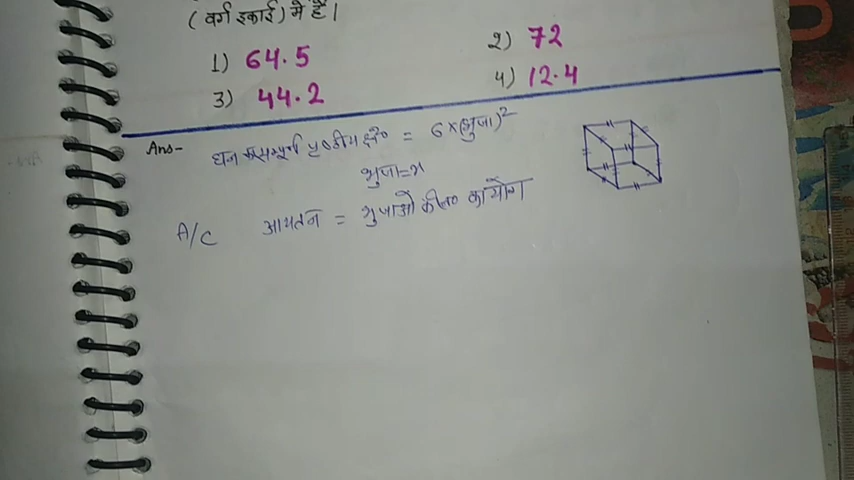 ( वर्ग इकाई ) में है।
1) 64.5
2) 72
3) 44.2
4) 12.4
Ans- घन का सम्पूर्ण पृ०ठीय क्षे० = 6×(भुजा)²
भुजा=x
A/C आयतन = भुजाओं की ल० का योग